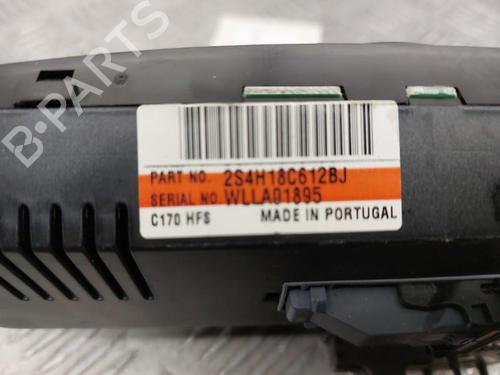 B-PARTS
PART NO. 2S4H18C612BJ
SERIAL NO. WLLA01895
C170 HFS MADE IN PORTUGAL